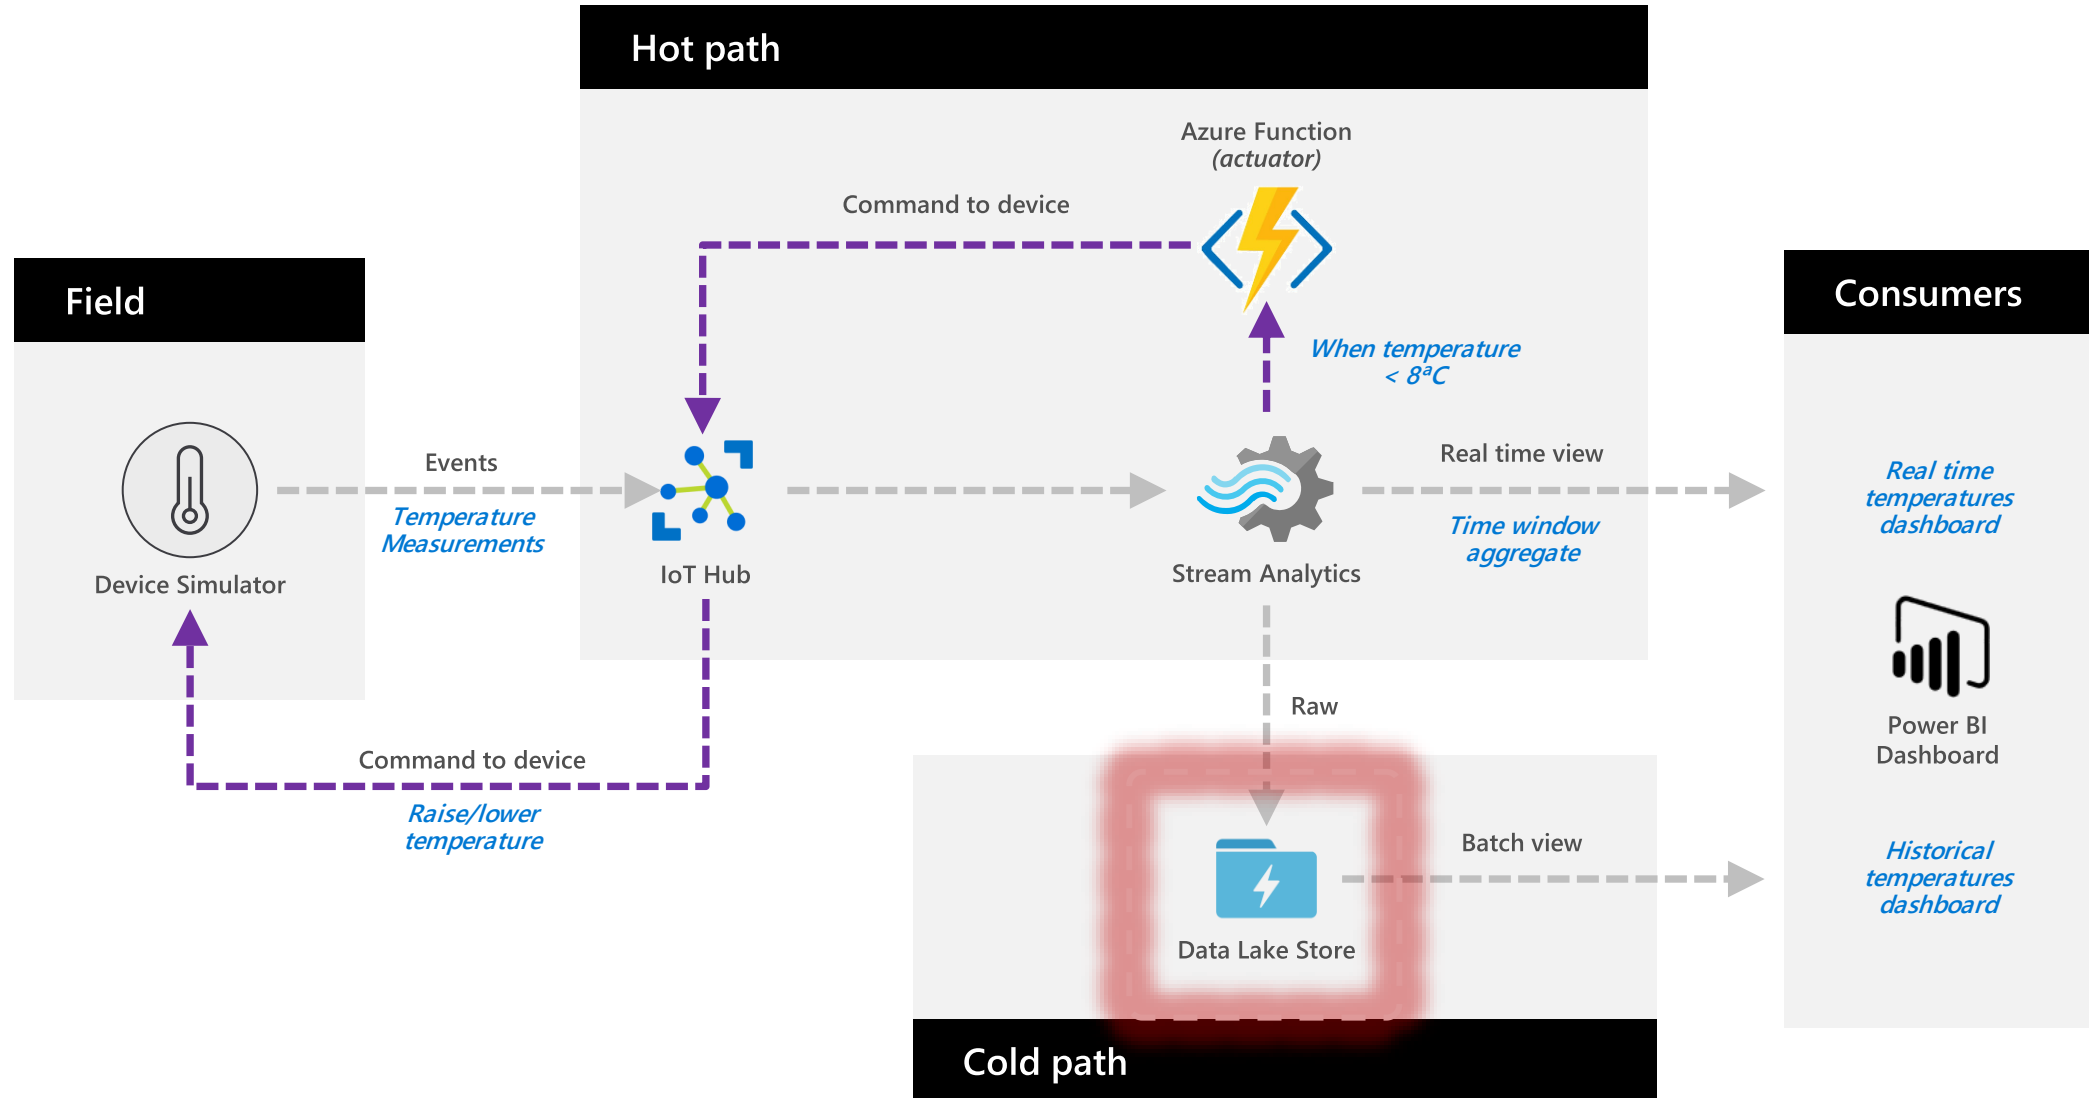 Hot path
Azure Function
(actuator)
Command to device
Field
Consumers
When temperature
< 8ªC
Events
Temperature
Measurements
Real time view
Time window
aggregate
Real time
temperatures
dashboard
Device Simulator
IoT Hub
Stream Analytics
Raw
Power BI
Dashboard
Command to device
Raise/lower
temperature
Batch view
Historical
temperatures
dashboard
Data Lake Store
Cold path